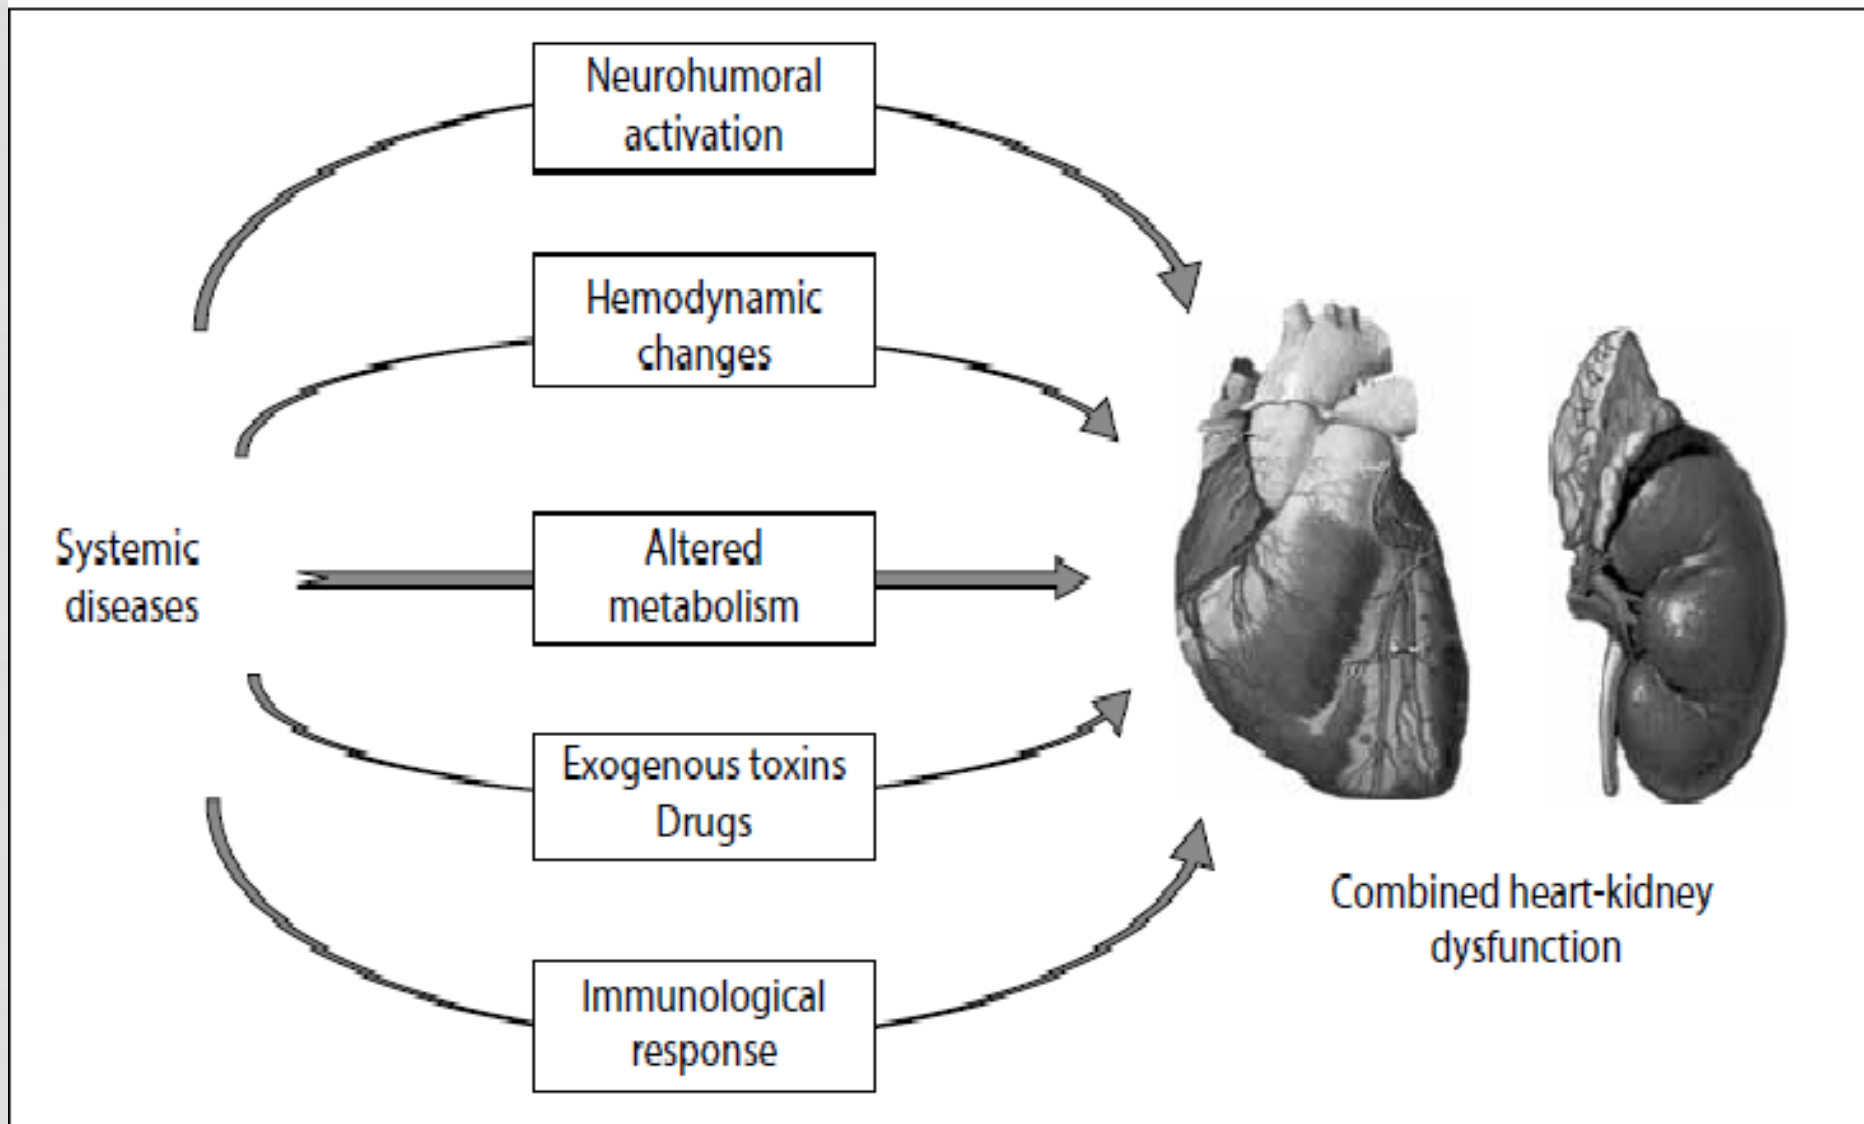 Neurohumoral
activation
Hemodynamic
changes
Systemic
diseases
Altered
metabolism
Exogenous toxins
Drugs
Immunological
response
Combined heart-kidney
dysfunction